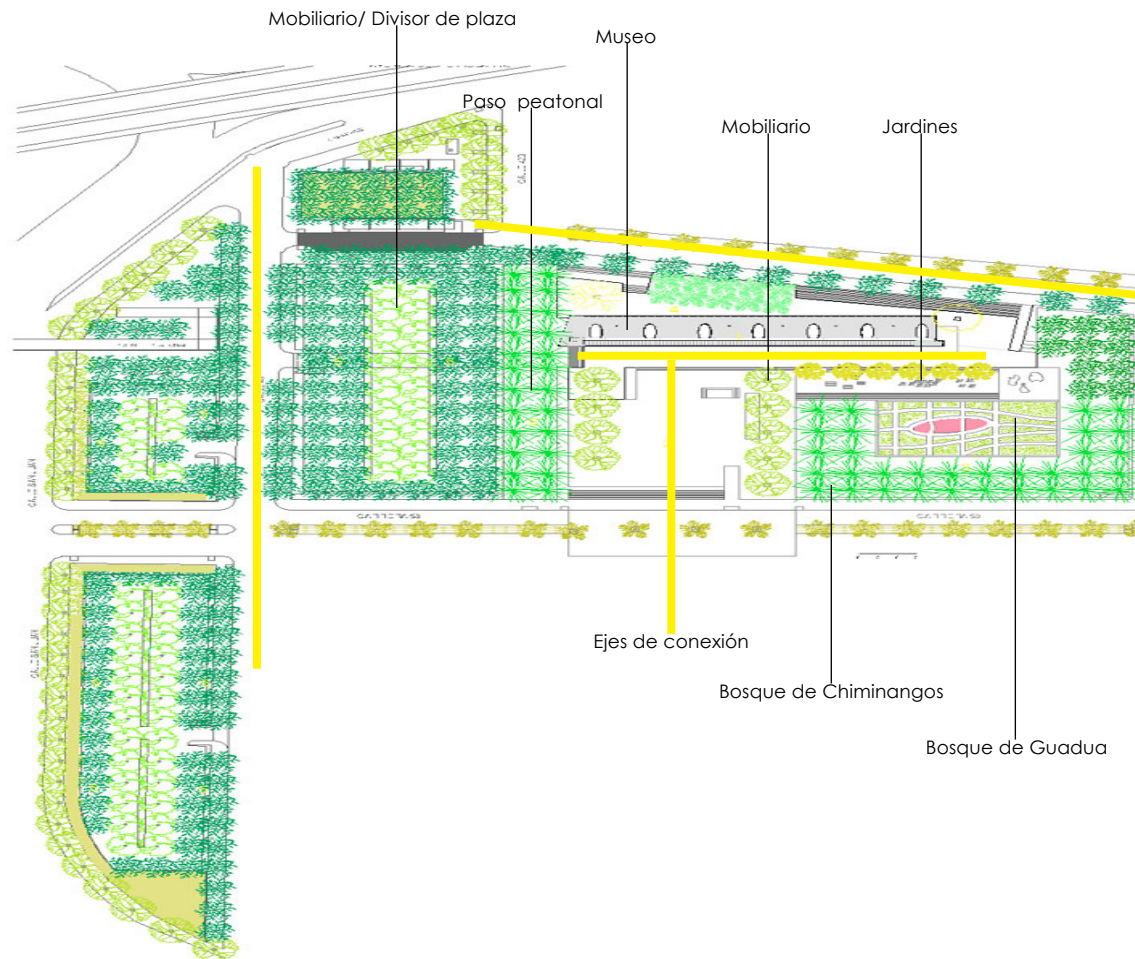 Mobiliario/ Divisor de plaza
Museo
Paso peatonal
Mobiliario
Jardines
Ejes de conexión
Bosque de Chiminangos
Bosque de Guadua